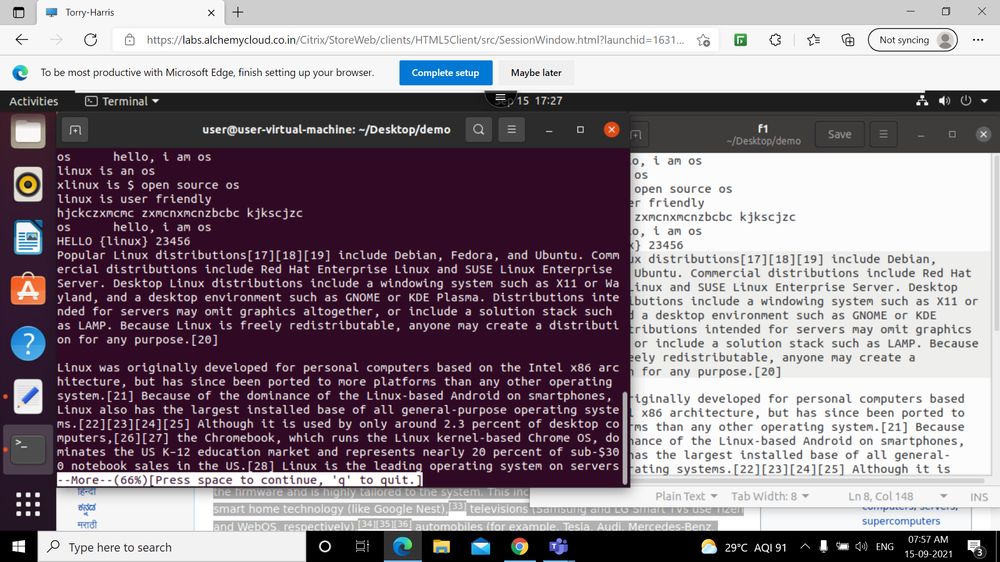 Torry-Harris
https://labs.alchemycloud.co.in/Citrix/StoreWeb/clients/HTML5Client/src/SessionWindow.html?launchid=1631...
Not syncing
To be most productive with Microsoft Edge, finish setting up your browser.
Complete setup
Maybe later
Activities
Terminal
Sep 15 17:27
user@user-virtual-machine: ~/Desktop/demo
os      hello, i am os
linux is an os
xlinux is $ open source os
linux is user friendly
hjckczxmcmc zxmcnxmcnzbcbc kjkscjzc
os      hello, i am os
HELLO {linux} 23456
Popular Linux distributions[17][18][19] include Debian, Fedora, and Ubuntu. Comm
ercial distributions include Red Hat Enterprise Linux and SUSE Linux Enterprise
Server. Desktop Linux distributions include a windowing system such as X11 or Wa
yland, and a desktop environment such as GNOME or KDE Plasma. Distributions inte
nded for servers may omit graphics altogether, or include a solution stack such
as LAMP. Because Linux is freely redistributable, anyone may create a distributi
on for any purpose.[20]
Linux was originally developed for personal computers based on the Intel x86 arc
hitecture, but has since been ported to more platforms than any other operating
system.[21] Because of the dominance of the Linux-based Android on smartphones,
Linux also has the largest installed base of all general-purpose operating syste
ms.[22][23][24][25] Although it is used by only around 2.3 percent of desktop co
mputers,[26][27] the Chromebook, which runs the Linux kernel-based Chrome OS, do
minates the US K–12 education market and represents nearly 20 percent of sub-$30
0 notebook sales in the US.[28] Linux is the leading operating system on servers
--More--(66%)[Press space to continue, 'q' to quit.]
f1
~/Desktop/demo
Save
o, i am os
os
open source os
er friendly
zxmcnxmcnzbcbc kjkscjzc
o, i am os
x} 23456
ux distributions[17][18][19] include Debian,
Ubuntu. Commercial distributions include Red Hat
Linux and SUSE Linux Enterprise Server. Desktop
ibutions include a windowing system such as X11 or
d a desktop environment such as GNOME or KDE
tributions intended for servers may omit graphics
or include a solution stack such as LAMP. Because
eely redistributable, anyone may create a
n for any purpose.[20]
riginally developed for personal computers based
l x86 architecture, but has since been ported to
rms than any other operating system.[21] Because
nance of the Linux-based Android on smartphones,
has the largest installed base of all general-
rating systems.[22][23][24][25] Although it is
Plain Text
Tab Width: 8
Ln 8, Col 148
INS
हिन्दी
ಕನ್ನಡ
मराठी
the firmware and is highly tailored to the system. This inc
smart home technology (like Google Nest),[33] televisions (Samsung and LG Smart TVs use Tizen
and WebOS, respectively),[34][35][36] automobiles (for example, Tesla, Audi, Mercedes-Benz,
computers, servers,
supercomputers
Type here to search
29°C AQI 91
ENG
07:57 AM
15-09-2021
3